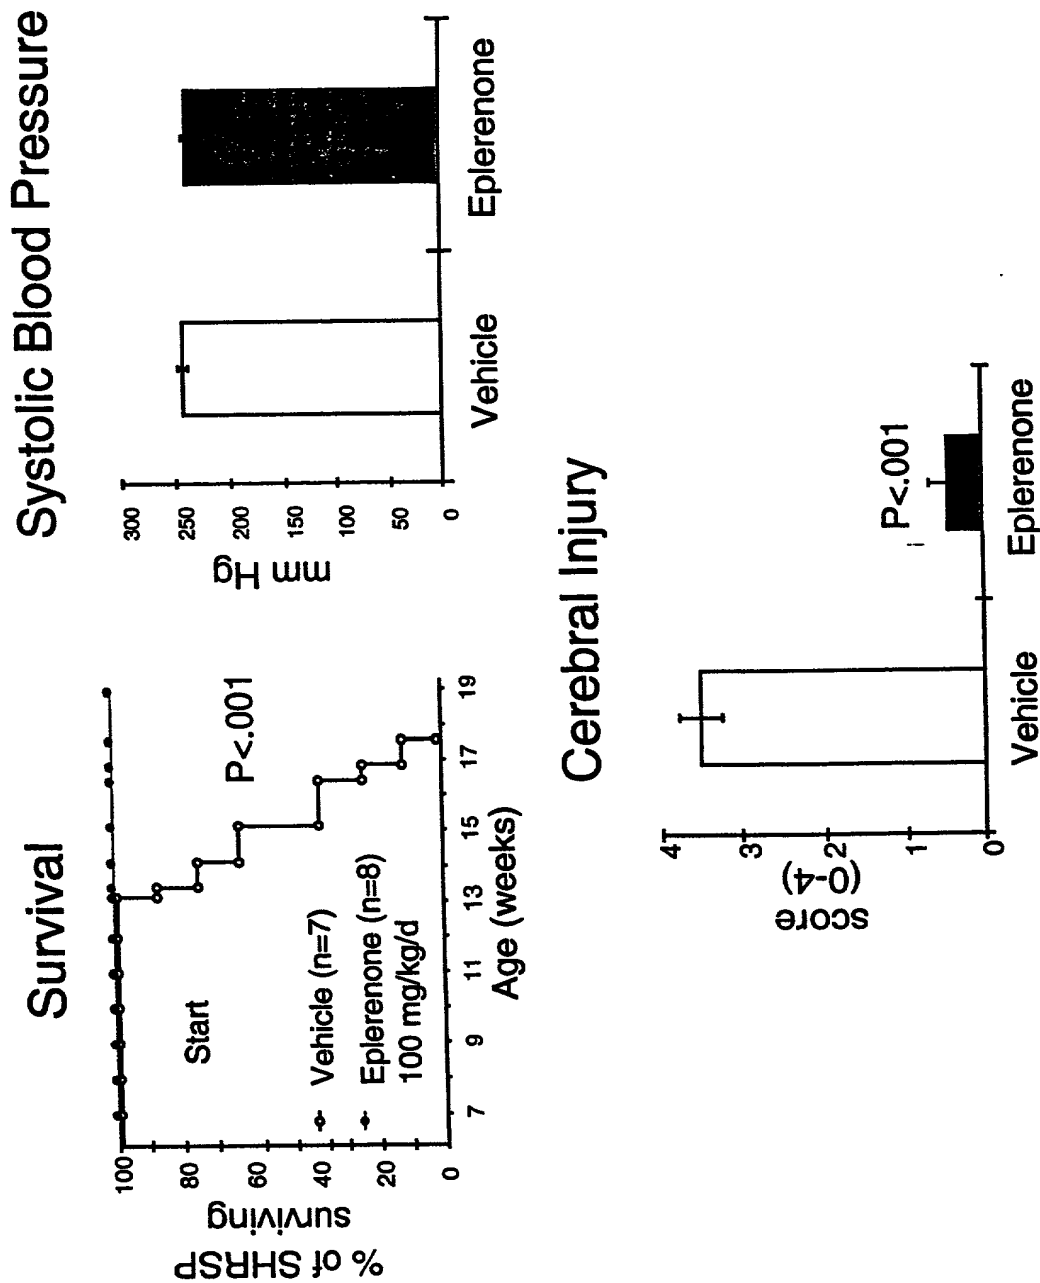 Survival
% of SHRSP
surviving
100
80
60
40
20
0
Start
P<.001
Vehicle (n=7)
Eplerenone (n=8)
100 mg/kg/d
7
9
11
13
15
17
19
Age (weeks)
Systolic Blood Pressure
mm Hg
300
250
200
150
100
50
0
Vehicle
Eplerenone
Cerebral Injury
score
(0-4)
4
3
2
1
0
P<.001
Vehicle
Eplerenone